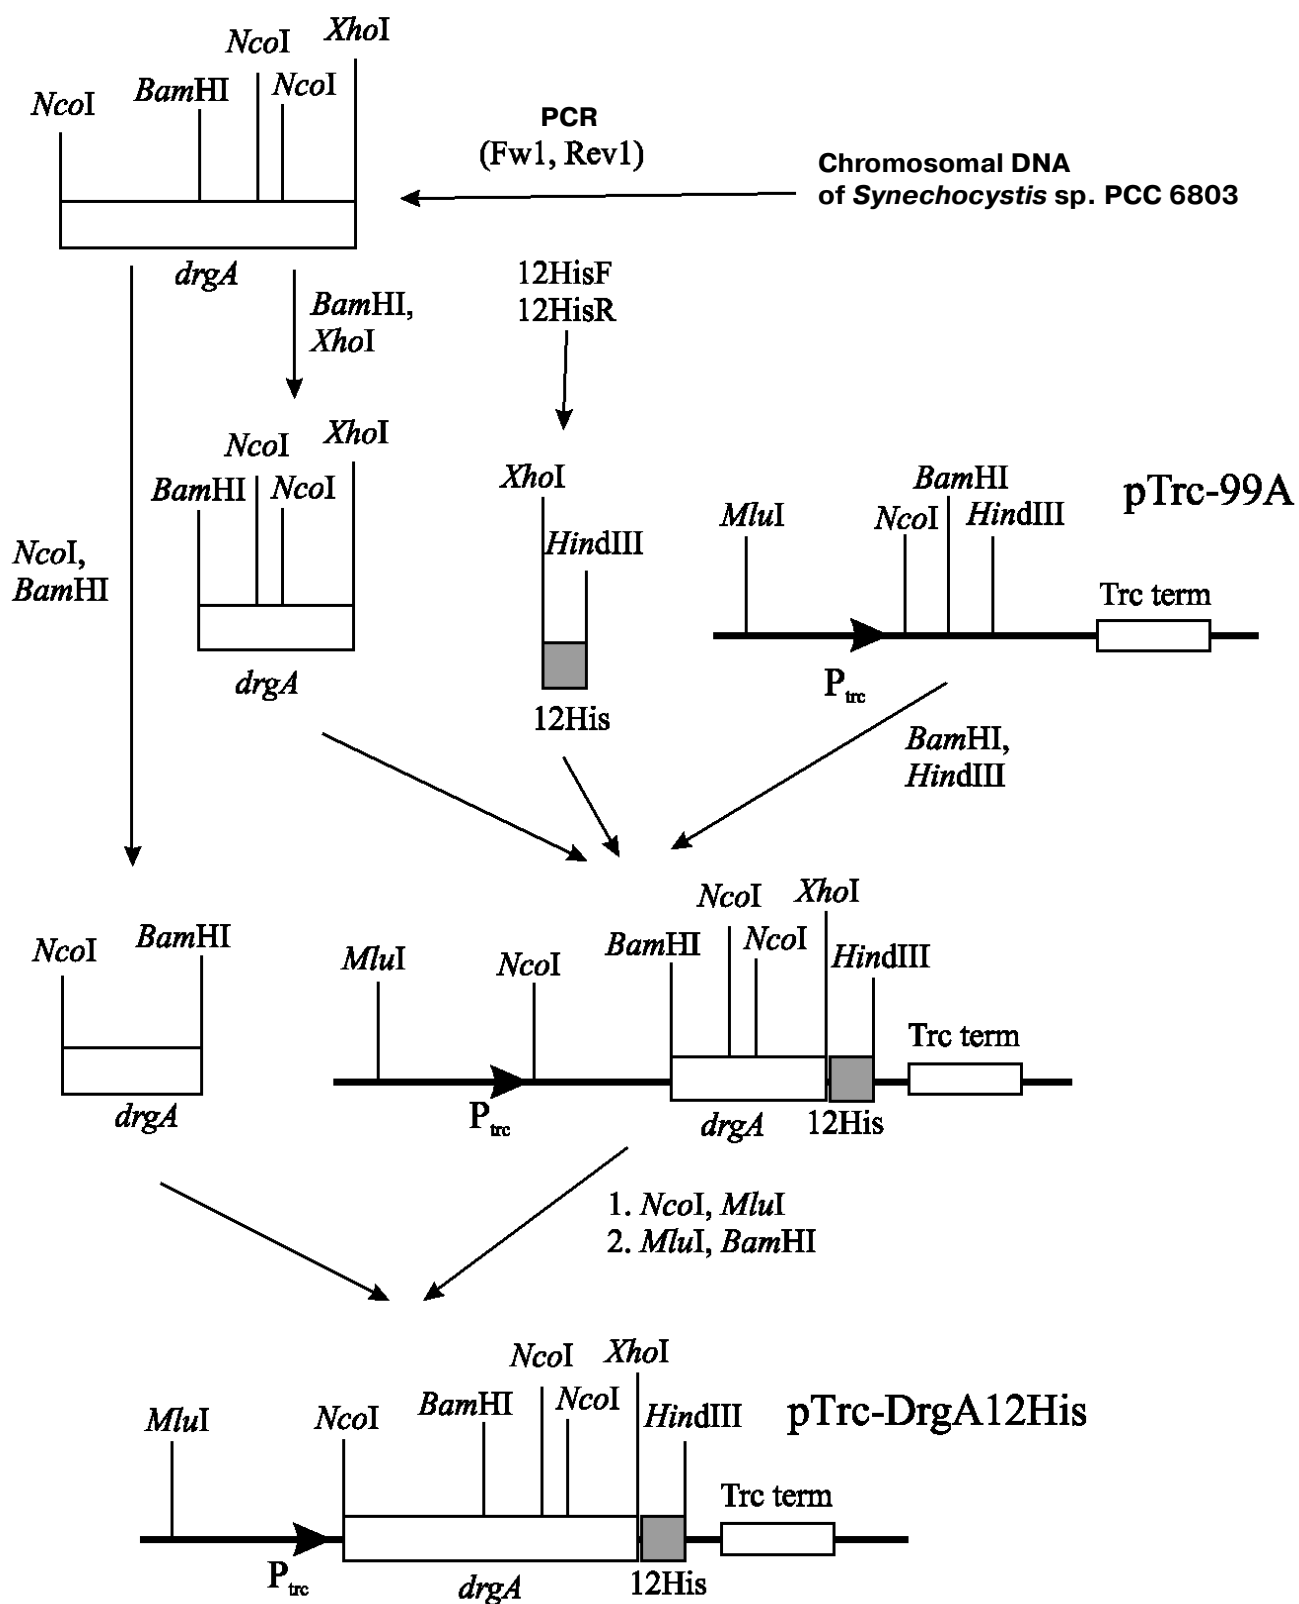 XhoI
NcoI
BamHI
NcoI
NcoI
PCR
(Fw1, Rev1)
Chromosomal DNA
of Synechocystis sp. PCC 6803
drgA
12HisF
12HisR
BamHI,
XhoI
NcoI
XhoI
BamHI
NcoI
drgA
XhoI
HindIII
12His
pTrc-99A
BamHI
MluI
NcoI
HindIII
Trc term
Ptrc
NcoI,
BamHI
BamHI,
HindIII
NcoI
BamHI
drgA
XhoI
NcoI
BamHI
NcoI
MluI
NcoI
HindIII
Trc term
Ptrc
drgA
12His
1. NcoI, MluI
2. MluI, BamHI
NcoI
XhoI
BamHI
NcoI
MluI
NcoI
HindIII
pTrc-DrgA12His
Trc term
Ptrc
drgA
12His